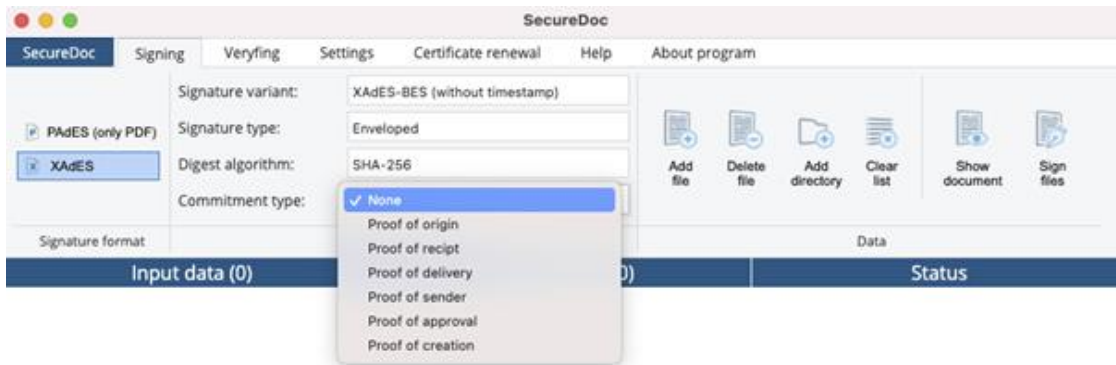 SecureDoc
SecureDoc Signing Veryfing Settings Certificate renewal Help About program
Signature variant: XAdES-BES (without timestamp)
PAdES (only PDF) Signature type: Enveloped
XAdES Digest algorithm: SHA-256
Commitment type: ✓ None
Proof of origin
Proof of recipt
Proof of delivery
Proof of sender
Proof of approval
Proof of creation
Add file
Delete file
Add directory
Clear list
Show document
Sign files
Signature format
Data
Input data (0) 0) Status